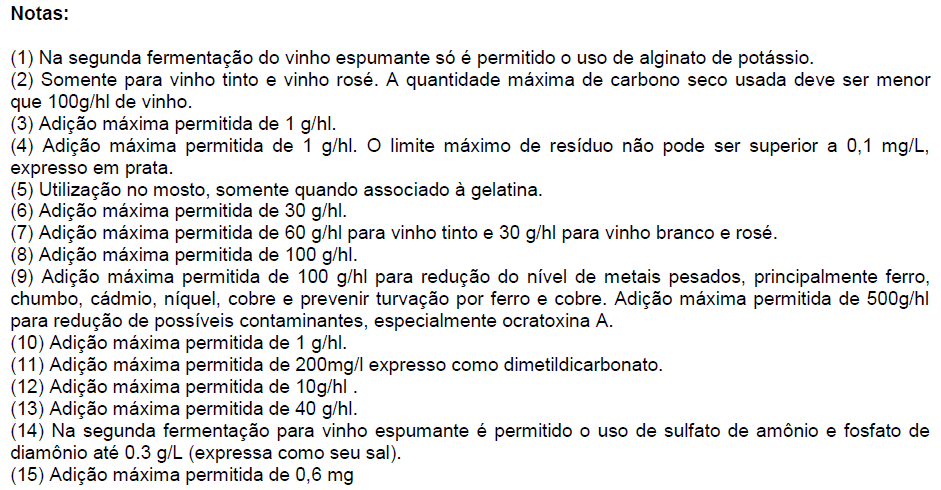 Notas:
(1) Na segunda fermentação do vinho espumante só é permitido o uso de alginato de potássio.
(2) Somente para vinho tinto e vinho rosé. A quantidade máxima de carbono seco usada deve ser menor
que 100g/hl de vinho.
(3) Adição máxima permitida de 1 g/hl.
(4) Adição máxima permitida de 1 g/hl. O limite máximo de resíduo não pode ser superior a 0,1 mg/L,
expresso em prata.
(5) Utilização no mosto, somente quando associado à gelatina.
(6) Adição máxima permitida de 30 g/hl.
(7) Adição máxima permitida de 60 g/hl para vinho tinto e 30 g/hl para vinho branco e rosé.
(8) Adição máxima permitida de 100 g/hl.
(9) Adição máxima permitida de 100 g/hl para redução do nível de metais pesados, principalmente ferro,
chumbo, cádmio, níquel, cobre e prevenir turvação por ferro e cobre. Adição máxima permitida de 500g/hl
para redução de possíveis contaminantes, especialmente ocratoxina A.
(10) Adição máxima permitida de 1 g/hl.
(11) Adição máxima permitida de 200mg/l expresso como dimetildicarbonato.
(12) Adição máxima permitida de 10g/hl .
(13) Adição máxima permitida de 40 g/hl.
(14) Na segunda fermentação para vinho espumante é permitido o uso de sulfato de amônio e fosfato de
diamônio até 0.3 g/L (expressa como seu sal).
(15) Adição máxima permitida de 0,6 mg